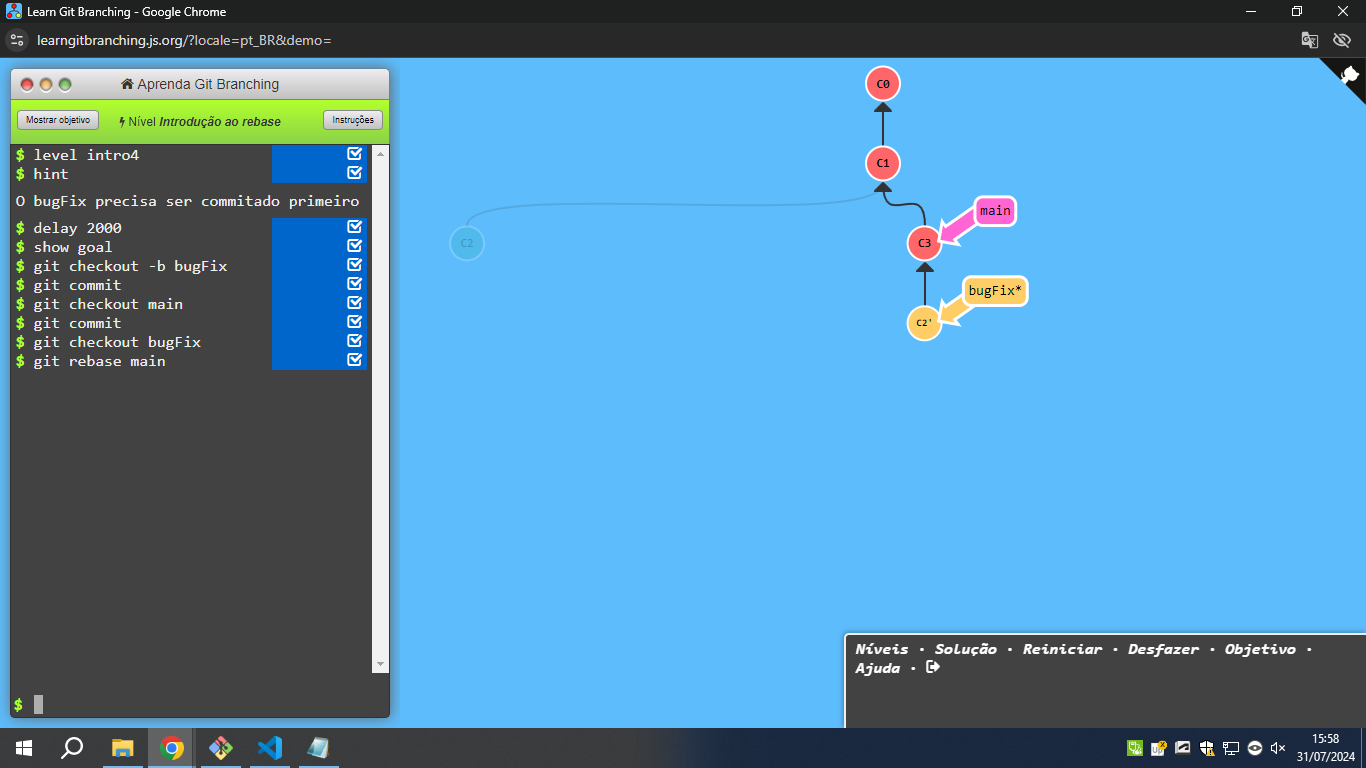 Learn Git Branching - Google Chrome
learngitbranching.js.org/?locale=pt_BR&demo=
Aprenda Git Branching
Mostrar objetivo
Nível Introdução ao rebase
Instruções
$ level intro4
$ hint
O bugFix precisa ser commitado primeiro
$ delay 2000
$ show goal
$ git checkout -b bugFix
$ git commit
$ git checkout main
$ git commit
$ git checkout bugFix
$ git rebase main
$
C0
C1
main
C2
C3
bugFix*
C2'
Níveis · Solução · Reiniciar · Desfazer · Objetivo ·
Ajuda ·
15:58
31/07/2024